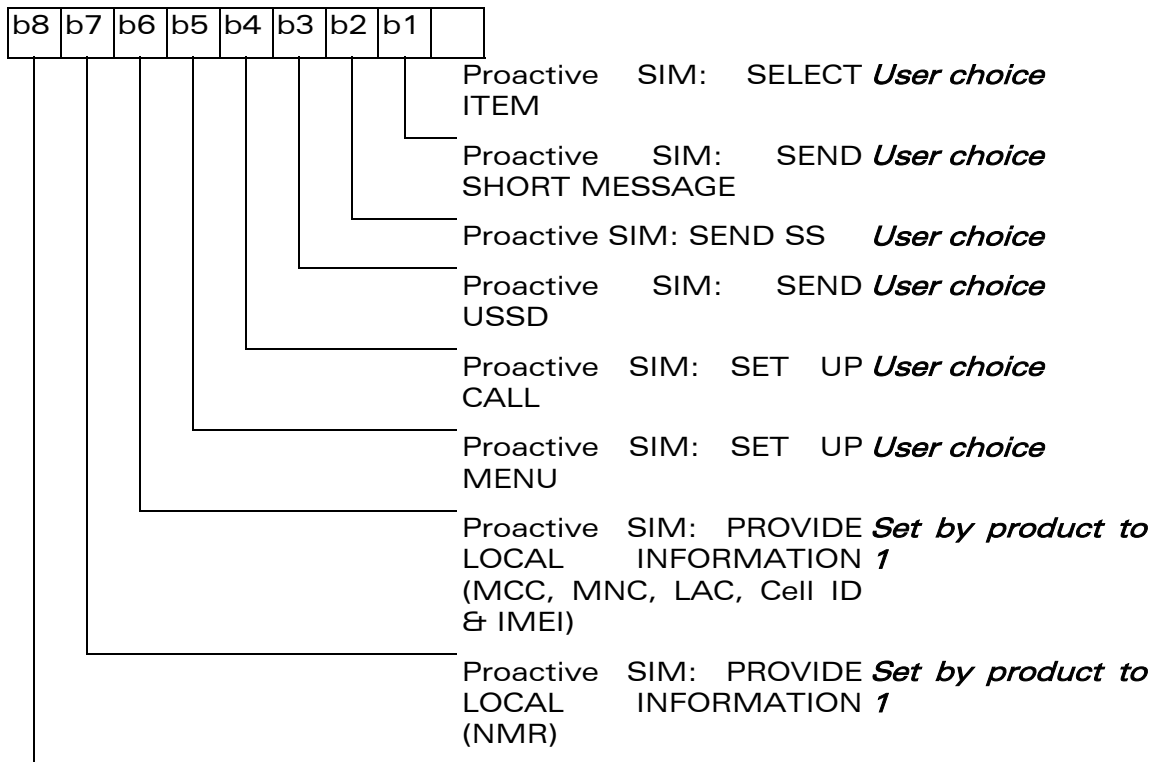 b8 b7 b6 b5 b4 b3 b2 b1
Proactive SIM: SELECT User choice
ITEM
Proactive SIM: SEND User choice
SHORT MESSAGE
Proactive SIM: SEND SS User choice
Proactive SIM: SEND User choice
USSD
Proactive SIM: SET UP User choice
CALL
Proactive SIM: SET UP User choice
MENU
Proactive SIM: PROVIDE Set by product to
LOCAL INFORMATION 1
(MCC, MNC, LAC, Cell ID
& IMEI)
Proactive SIM: PROVIDE Set by product to
LOCAL INFORMATION 1
(NMR)